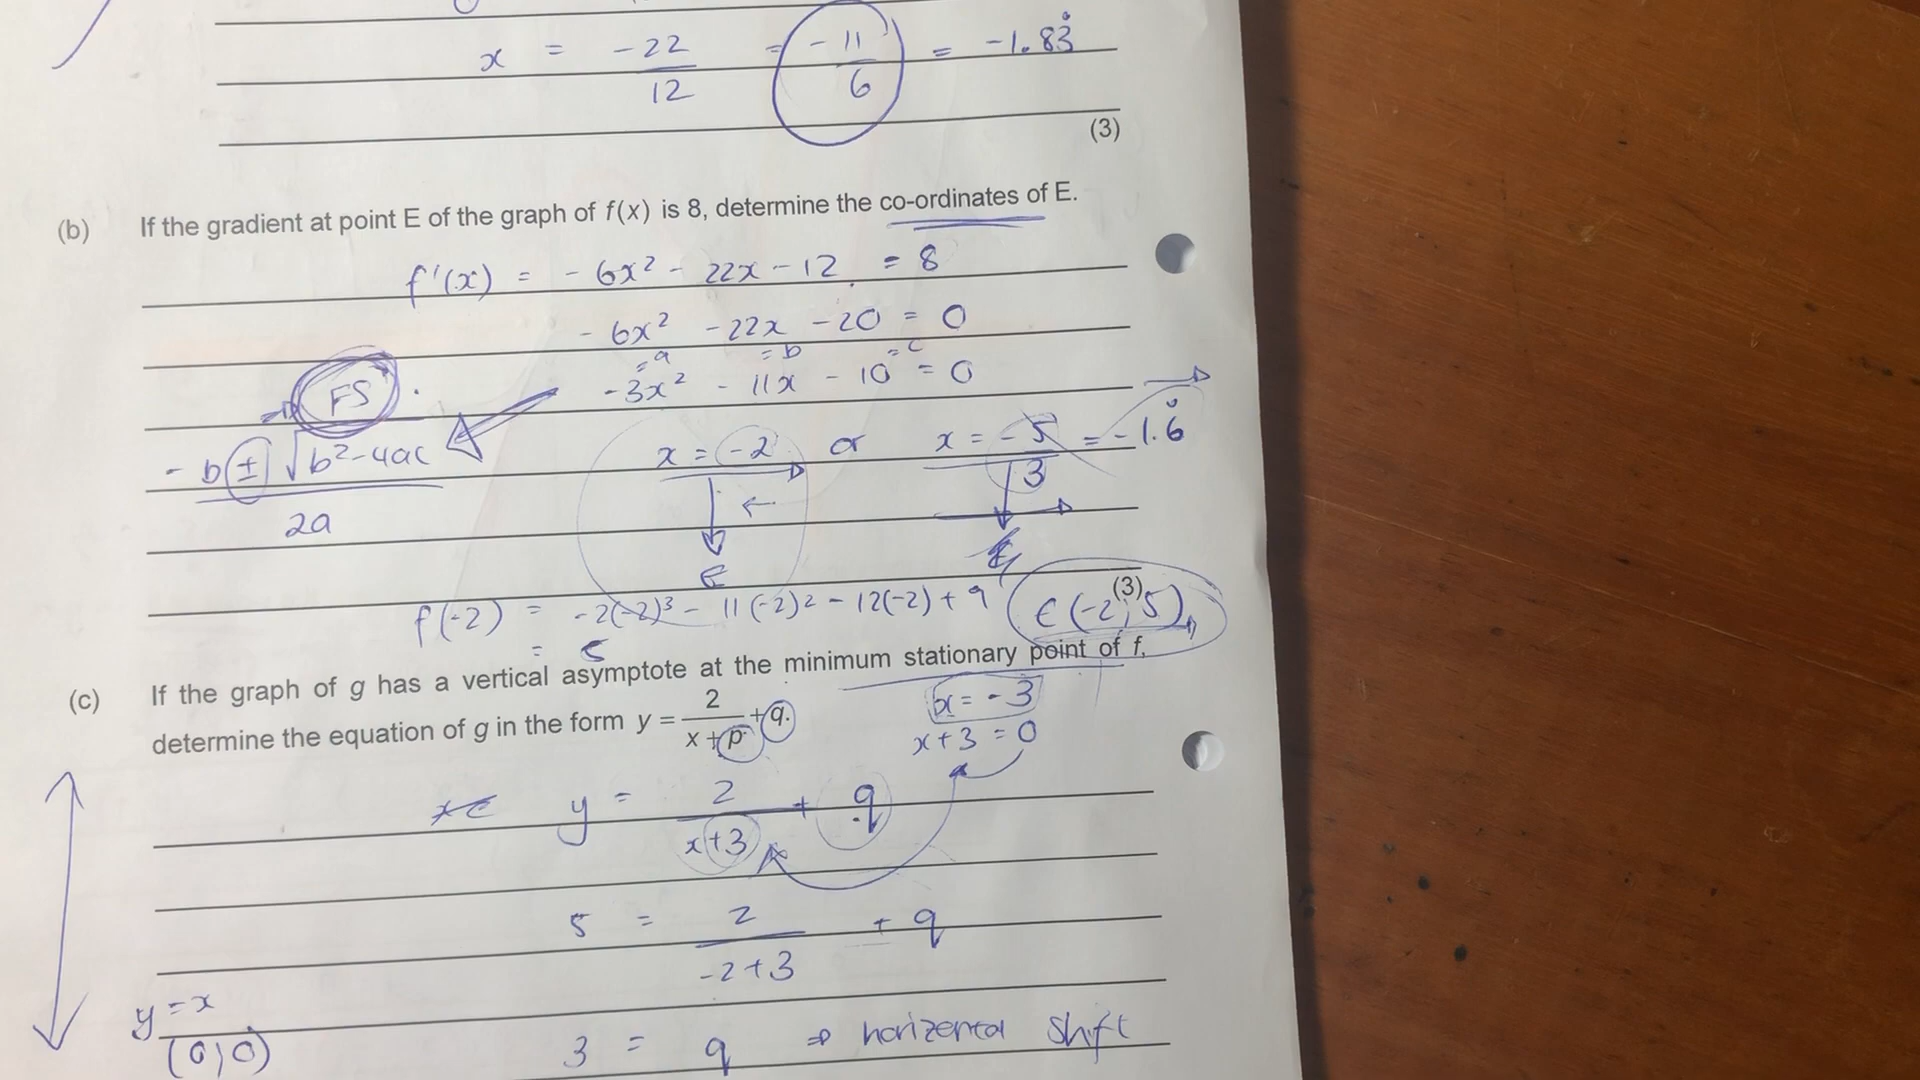 x = -22/12 = -11/6 = -1.83̇
(3)
(b) If the gradient at point E of the graph of f(x) is 8, determine the co-ordinates of E.
f'(x) = - 6x² - 22x - 12 = 8
- 6x² - 22x - 20 = 0
= a = b = c
- 3x² - 11x - 10 = 0
FS
- b ± √b²-4ac / 2a
x = -2 or x = -5/3 = -1.6̇
E
f(-2) = -2(-2)³ - 11(-2)² - 12(-2) + 9
(3)
E(-2; 5)
= 5
(c) If the graph of g has a vertical asymptote at the minimum stationary point of f,
determine the equation of g in the form y = 2/(x+p) + q.
x = -3
x+3 = 0
y = 2/(x+3) + q
5 = 2/(-2+3) + q
y = x
(0;0)
3 = q ⇒ horizental shift